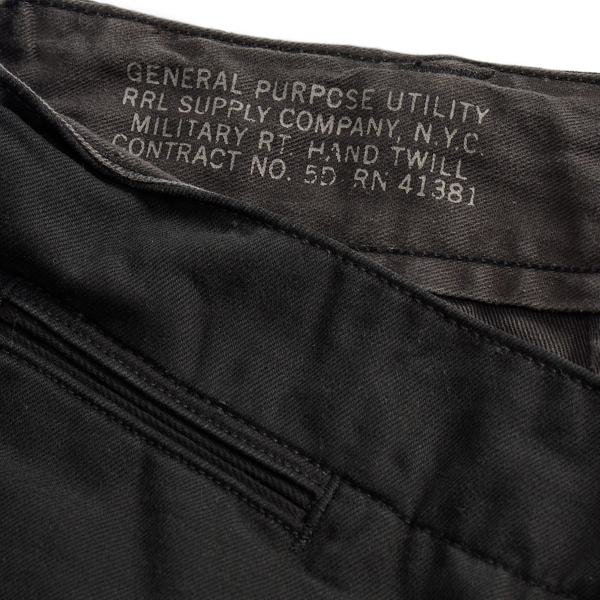 GENERAL PURPOSE UTILITY
RRL SUPPLY COMPANY, N.Y.C.
MILITARY RT. HAND TWILL
CONTRACT NO. 5D RN 41381